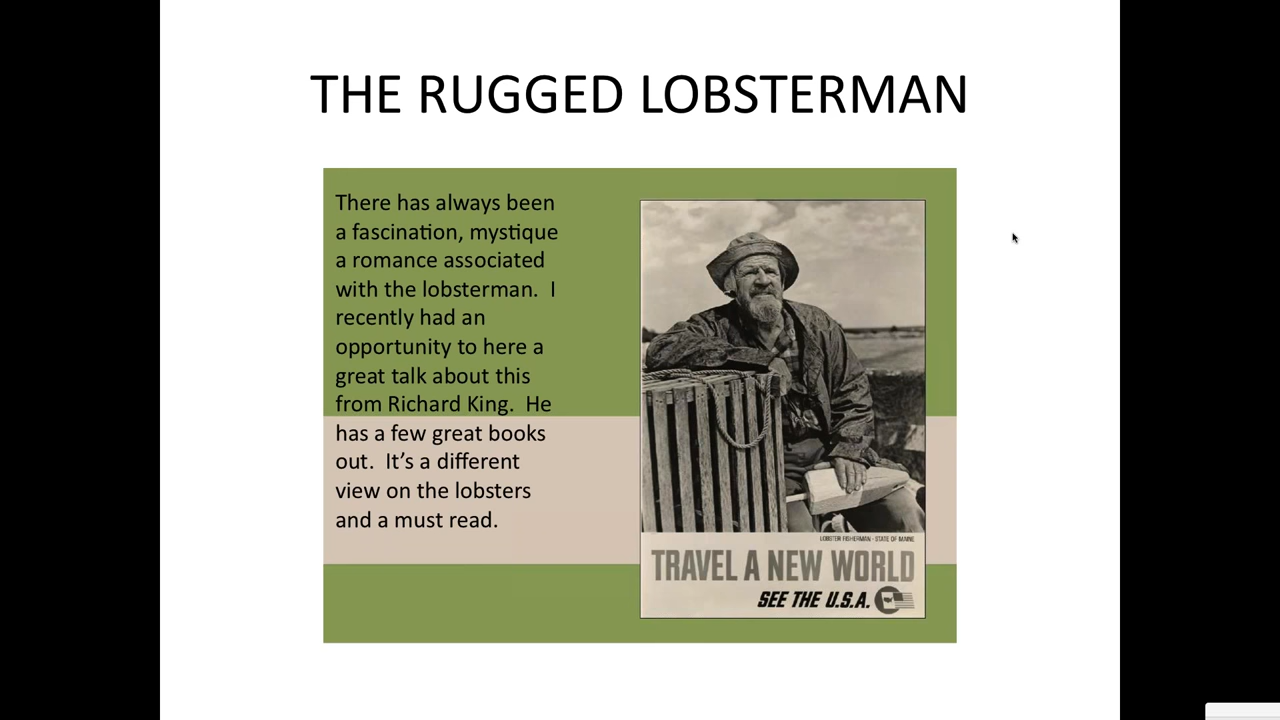 THE RUGGED LOBSTERMAN
There has always been
a fascination, mystique
a romance associated
with the lobsterman.  I
recently had an
opportunity to here a
great talk about this
from Richard King.  He
has a few great books
out.  It’s a different
view on the lobsters
and a must read.
LOBSTER FISHERMAN - STATE OF MAINE
TRAVEL A NEW WORLD
SEE THE U.S.A.